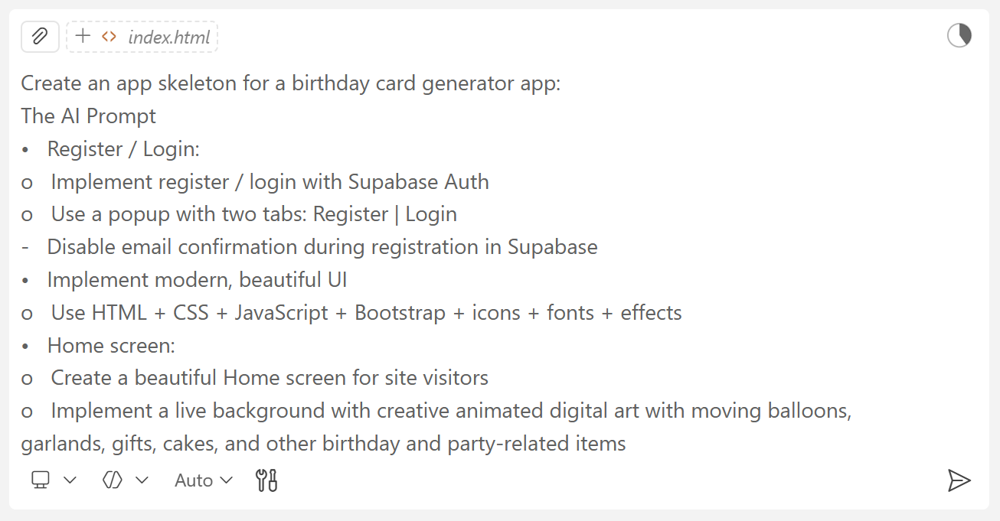 index.html
Create an app skeleton for a birthday card generator app:
The AI Prompt
• Register / Login:
o Implement register / login with Supabase Auth
o Use a popup with two tabs: Register | Login
- Disable email confirmation during registration in Supabase
• Implement modern, beautiful UI
o Use HTML + CSS + JavaScript + Bootstrap + icons + fonts + effects
• Home screen:
o Create a beautiful Home screen for site visitors
o Implement a live background with creative animated digital art with moving balloons,
garlands, gifts, cakes, and other birthday and party-related items
Auto